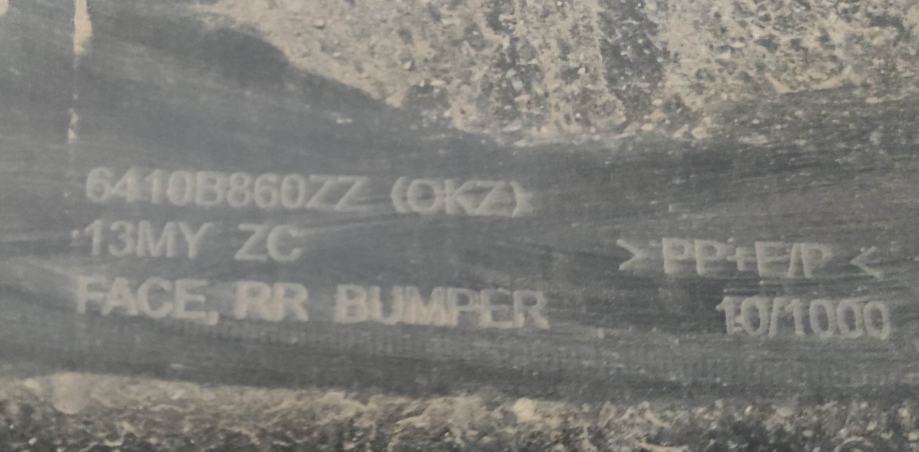 6410B860ZZ (OKZ)
13MY ZC
FACE, RR BUMPER
>PP+E/P<
10/1000